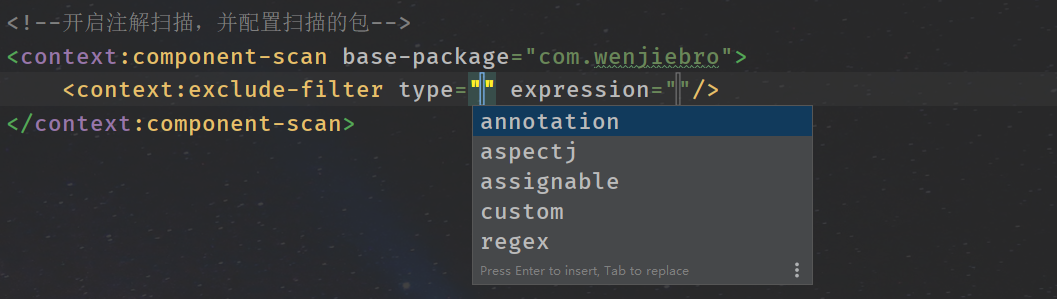 <!--开启注解扫描，并配置扫描的包-->
<context:component-scan base-package="com.wenjiebro">
<context:exclude-filter type="" expression=""/>
</context:component-scan>
annotation
aspectj
assignable
custom
regex
Press Enter to insert, Tab to replace